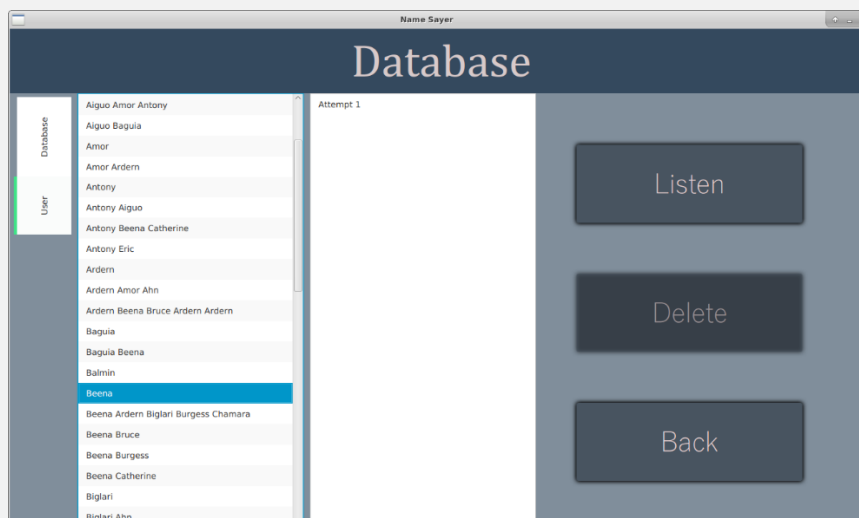 Name Sayer
Database
Database
User
Aiguo Amor Antony
Aiguo Baguia
Amor
Amor Ardern
Antony
Antony Aiguo
Antony Beena Catherine
Antony Eric
Ardern
Ardern Amor Ahn
Ardern Beena Bruce Ardern Ardern
Baguia
Baguia Beena
Balmin
Beena
Beena Ardern Biglari Burgess Chamara
Beena Bruce
Beena Burgess
Beena Catherine
Biglari
Biglari Ahn
Attempt 1
Listen
Delete
Back